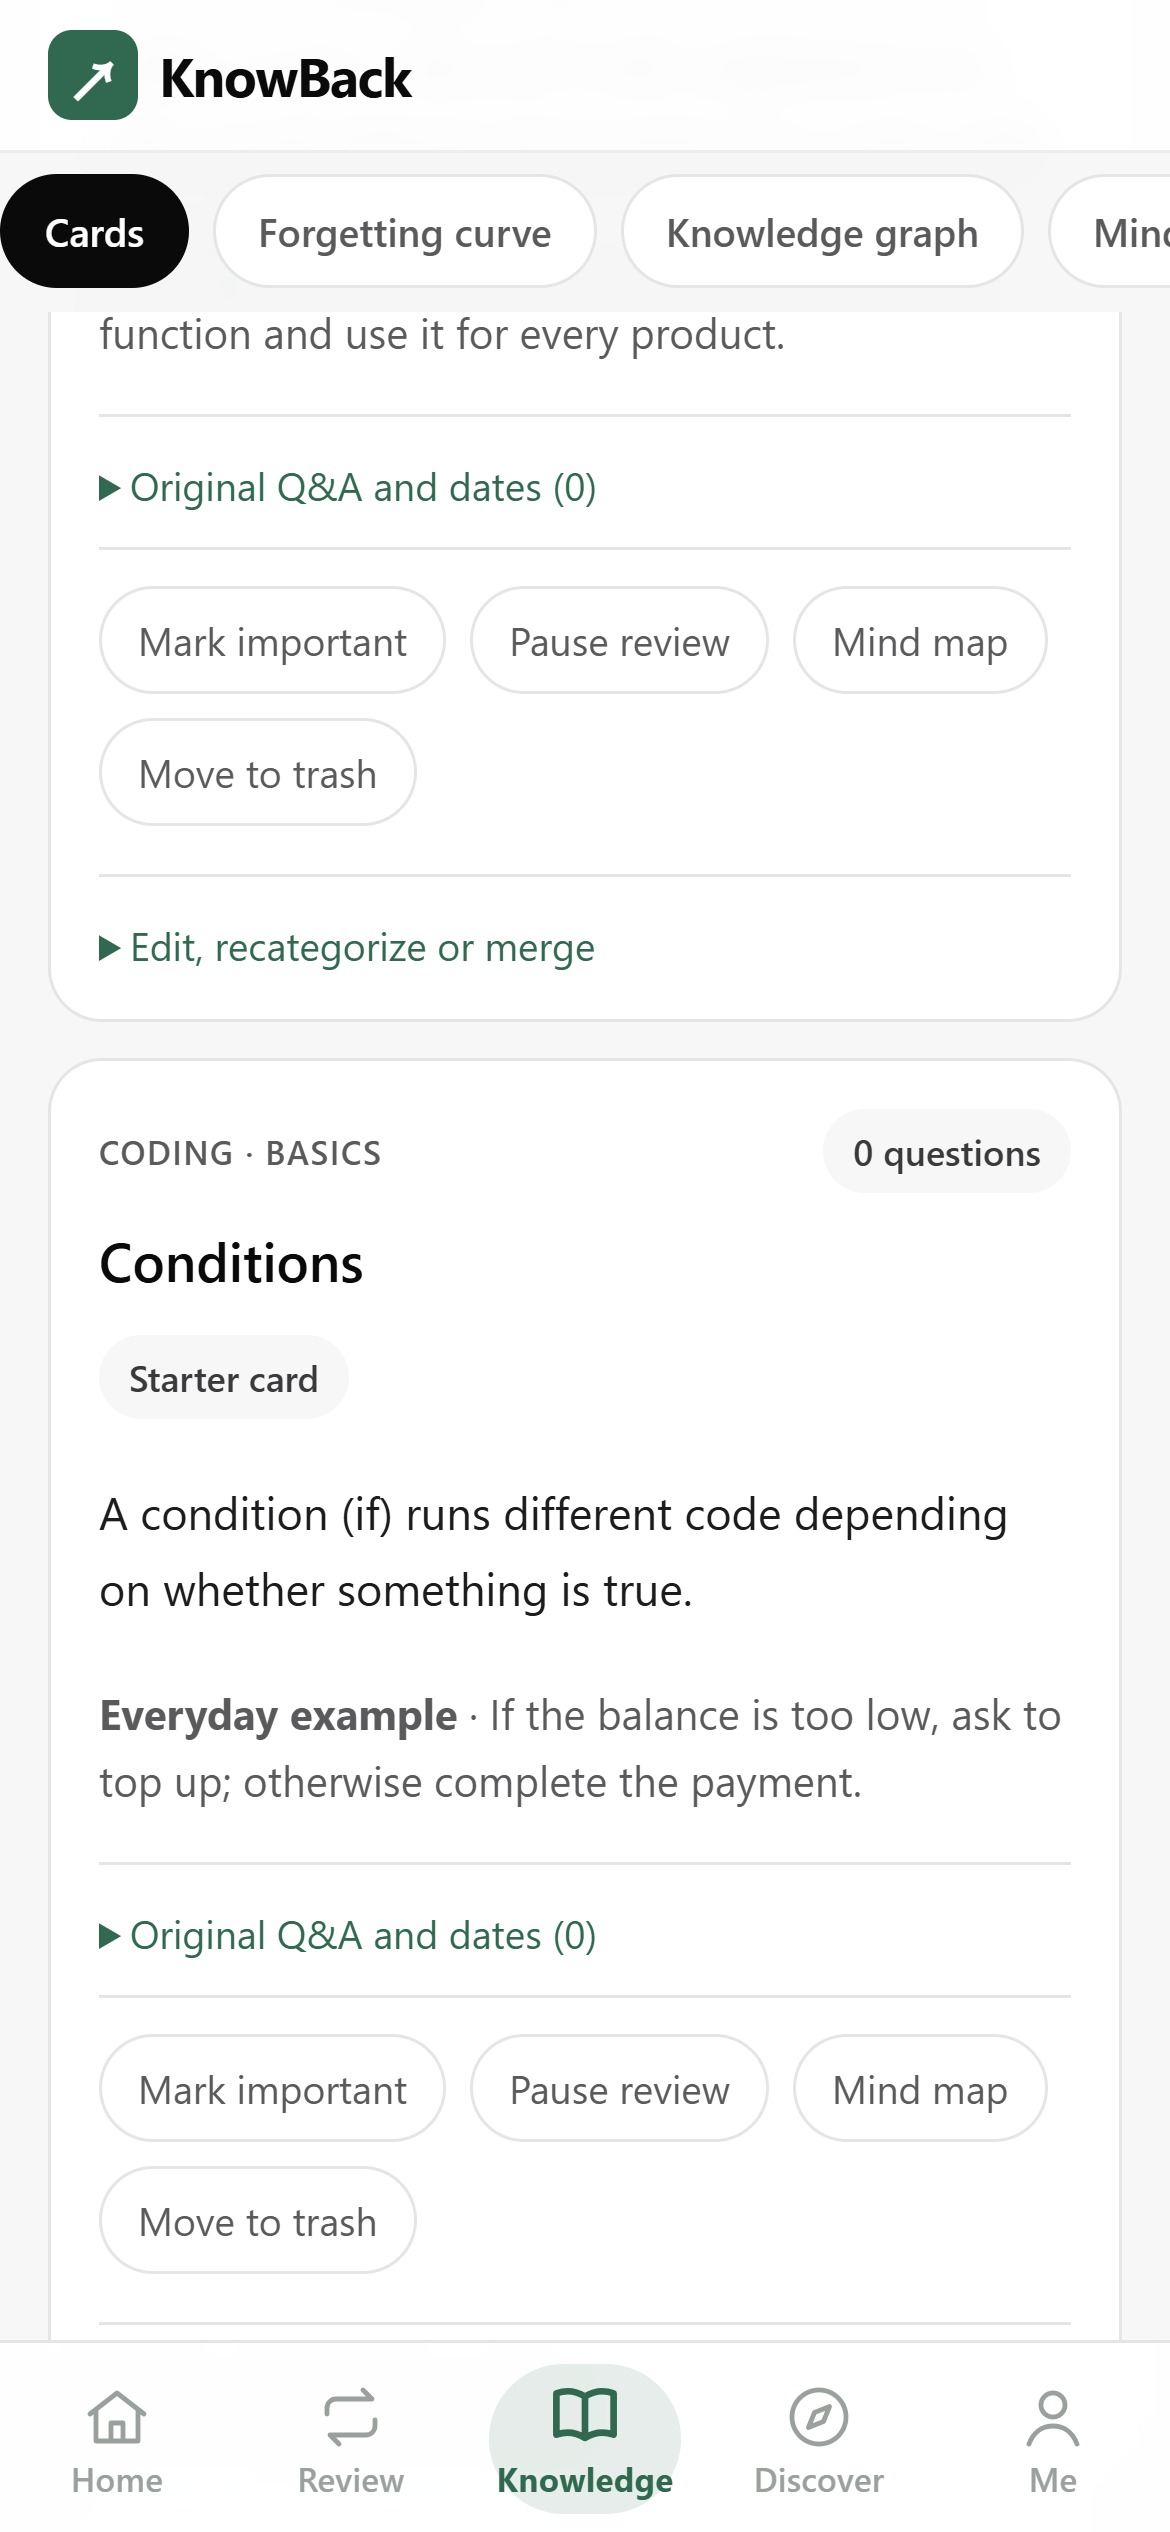 KnowBack
Cards
Forgetting curve
Knowledge graph
Mind
function and use it for every product.
Original Q&A and dates (0)
Mark important
Pause review
Mind map
Move to trash
Edit, recategorize or merge
CODING · BASICS
0 questions
Conditions
Starter card
A condition (if) runs different code depending
on whether something is true.
Everyday example · If the balance is too low, ask to
top up; otherwise complete the payment.
Original Q&A and dates (0)
Mark important
Pause review
Mind map
Move to trash
Home
Review
Knowledge
Discover
Me